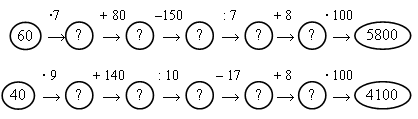 ·7 + 80 –150 : 7 + 8 · 100
60 → ? → ? → ? → ? → ? → 5800
· 9 + 140 : 10 – 17 + 8 · 100
40 → ? → ? → ? → ? → ? → 4100